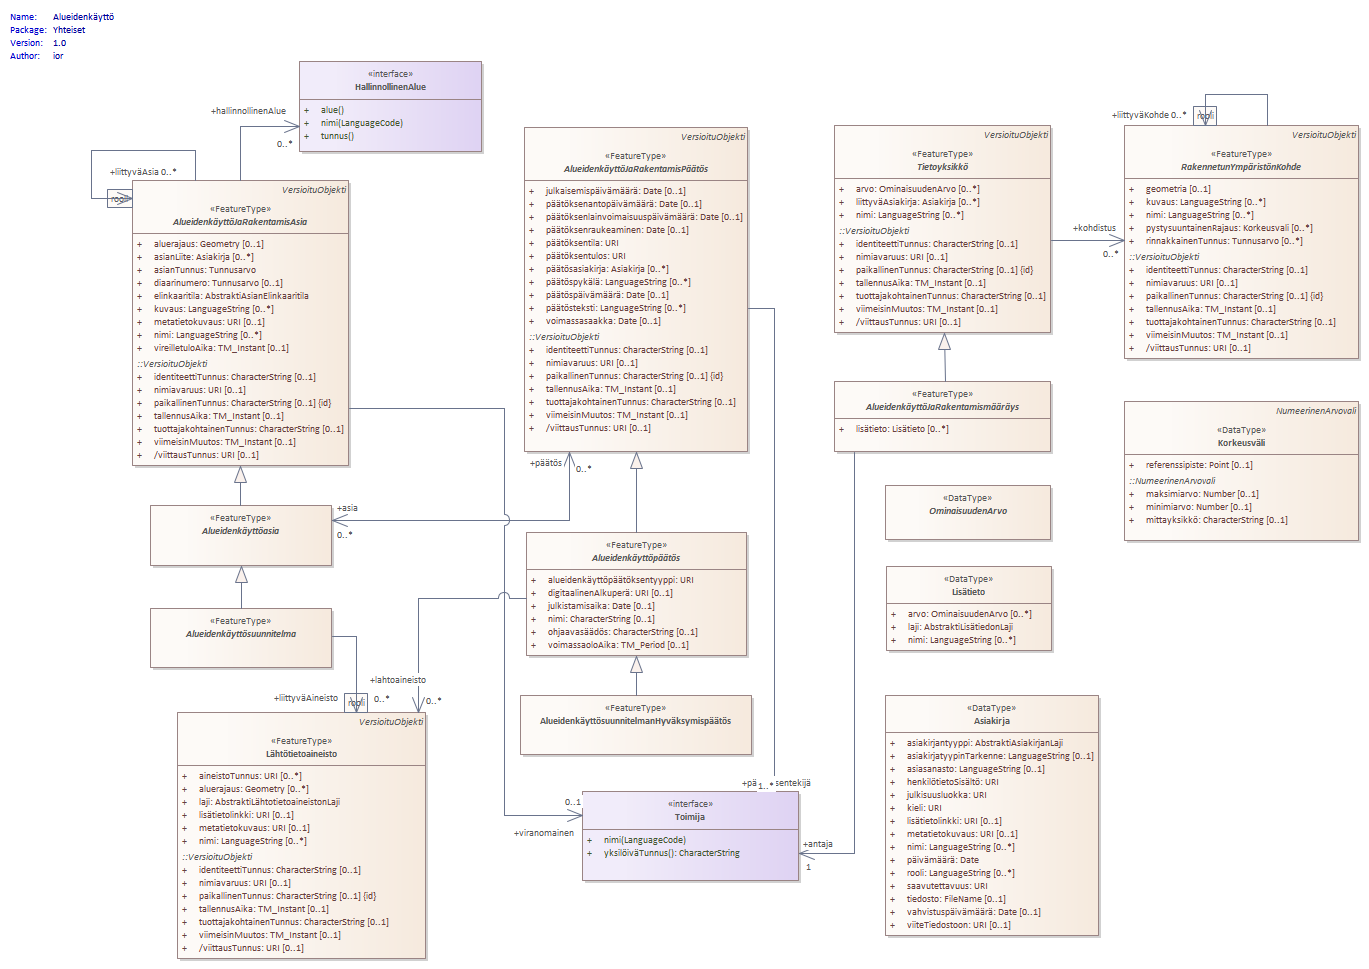 Name: Alueidenkäyttö
Package: Yhteiset
Version: 1.0
Author: ior
«interface»
HallinnollinenAlue
+ alue()
+ nimi(LanguageCode)
+ tunnus()
+hallinnollinenAlue
0..*
+liittyväAsia 0..*
rooli
VersioituObjekti
«FeatureType»
AlueidenkäyttöJaRakentamisAsia
+ aluerajaus: Geometry [0..1]
+ asianLiite: Asiakirja [0..*]
+ asianTunnus: Tunnusarvo
+ diaarinumero: Tunnusarvo [0..1]
+ elinkaaritila: AbstraktiAsianElinkaaritila
+ kuvaus: LanguageString [0..*]
+ metatietokuvaus: URI [0..1]
+ nimi: LanguageString [0..*]
+ vireilletuloAika: TM_Instant [0..1]
::VersioituObjekti
+ identiteettiTunnus: CharacterString [0..1]
+ nimiavaruus: URI [0..1]
+ paikallinenTunnus: CharacterString [0..1] {id}
+ tallennusAika: TM_Instant [0..1]
+ tuottajakohtainenTunnus: CharacterString [0..1]
+ viimeisinMuutos: TM_Instant [0..1]
+ /viittausTunnus: URI [0..1]
VersioituObjekti
«FeatureType»
AlueidenkäyttöJaRakentamisPäätös
+ julkaisemispäivämäärä: Date [0..1]
+ päätöksenantopäivämäärä: Date [0..1]
+ päätöksenlainvoimaisuuspäivämäärä: Date [0..1]
+ päätöksenraukeaminen: Date [0..1]
+ päätöksentila: URI
+ päätöksentulos: URI
+ päätösasiakirja: Asiakirja [0..*]
+ päätöspykälä: LanguageString [0..*]
+ päätöspäivämäärä: Date [0..1]
+ päätösteksti: LanguageString [0..*]
+ voimassasaakka: Date [0..1]
::VersioituObjekti
+ identiteettiTunnus: CharacterString [0..1]
+ nimiavaruus: URI [0..1]
+ paikallinenTunnus: CharacterString [0..1] {id}
+ tallennusAika: TM_Instant [0..1]
+ tuottajakohtainenTunnus: CharacterString [0..1]
+ viimeisinMuutos: TM_Instant [0..1]
+ /viittausTunnus: URI [0..1]
VersioituObjekti
«FeatureType»
Tietoyksikkö
+ arvo: OminaisuudenArvo [0..*]
+ liittyväAsiakirja: Asiakirja [0..*]
+ nimi: LanguageString [0..*]
::VersioituObjekti
+ identiteettiTunnus: CharacterString [0..1]
+ nimiavaruus: URI [0..1]
+ paikallinenTunnus: CharacterString [0..1] {id}
+ tallennusAika: TM_Instant [0..1]
+ tuottajakohtainenTunnus: CharacterString [0..1]
+ viimeisinMuutos: TM_Instant [0..1]
+ /viittausTunnus: URI [0..1]
+kohdistus
0..*
+liittyväKohde 0..*
rooli
VersioituObjekti
«FeatureType»
RakennetunYmpäristönKohde
+ geometria [0..1]
+ kuvaus: LanguageString [0..*]
+ nimi: LanguageString [0..*]
+ pystysuuntainenRajaus: Korkeusväli [0..*]
+ rinnakkainenTunnus: Tunnusarvo [0..*]
::VersioituObjekti
+ identiteettiTunnus: CharacterString [0..1]
+ nimiavaruus: URI [0..1]
+ paikallinenTunnus: CharacterString [0..1] {id}
+ tallennusAika: TM_Instant [0..1]
+ tuottajakohtainenTunnus: CharacterString [0..1]
+ viimeisinMuutos: TM_Instant [0..1]
+ /viittausTunnus: URI [0..1]
«FeatureType»
AlueidenkäyttöJaRakentamismääräys
+ lisätieto: Lisätieto [0..*]
NumeerinenArvovali
«DataType»
Korkeusväli
+ referenssipiste: Point [0..1]
::NumeerinenArvovali
+ maksimiarvo: Number [0..1]
+ minimiarvo: Number [0..1]
+ mittayksikkö: CharacterString [0..1]
«DataType»
OminaisuudenArvo
«DataType»
Lisätieto
+ arvo: OminaisuudenArvo [0..*]
+ laji: AbstraktiLisätiedonLaji
+ nimi: LanguageString [0..*]
+päätös
0..*
+asia
0..*
«FeatureType»
Alueidenkäyttöasia
«FeatureType»
Alueidenkäyttösuunnitelma
«FeatureType»
Alueidenkäyttöpäätös
+ alueidenkäyttöpäätöksentyyppi: URI
+ digitaalinenAlkuperä: URI [0..1]
+ julkistamisaika: Date [0..1]
+ nimi: CharacterString [0..1]
+ ohjaavasäädös: CharacterString [0..1]
+ voimassaoloAika: TM_Period [0..1]
«FeatureType»
AlueidenkäyttösuunnitelmanHyväksymispäätös
+lahtoaineisto
0..*
+liittyväAineisto
rooli
0..*
VersioituObjekti
«FeatureType»
Lähtötietoaineisto
+ aineistoTunnus: URI [0..*]
+ aluerajaus: Geometry [0..*]
+ laji: AbstraktiLähtotietoaineistonLaji
+ lisätietolinkki: URI [0..1]
+ metatietokuvaus: URI [0..1]
+ nimi: LanguageString [0..*]
::VersioituObjekti
+ identiteettiTunnus: CharacterString [0..1]
+ nimiavaruus: URI [0..1]
+ paikallinenTunnus: CharacterString [0..1] {id}
+ tallennusAika: TM_Instant [0..1]
+ tuottajakohtainenTunnus: CharacterString [0..1]
+ viimeisinMuutos: TM_Instant [0..1]
+ /viittausTunnus: URI [0..1]
0..1
+viranomainen
1..*
«interface»
Toimija
+ nimi(LanguageCode)
+ yksilöiväTunnus(): CharacterString
+antaja
1
«DataType»
Asiakirja
+ asiakirjantyyppi: AbstraktiAsiakirjanLaji
+ asiakirjatyypinTarkenne: LanguageString [0..1]
+ asiasanasto: LanguageString [0..1]
+ henkilötietoSisältö: URI
+ julkisuusluokka: URI
+ kieli: URI
+ lisätietolinkki: URI [0..1]
+ metatietokuvaus: URI [0..1]
+ nimi: LanguageString [0..*]
+ päivämäärä: Date
+ rooli: LanguageString [0..*]
+ saavutettavuus: URI
+ tiedosto: FileName [0..1]
+ vahvistuspäivämäärä: Date [0..1]
+ viiteTiedostoon: URI [0..1]